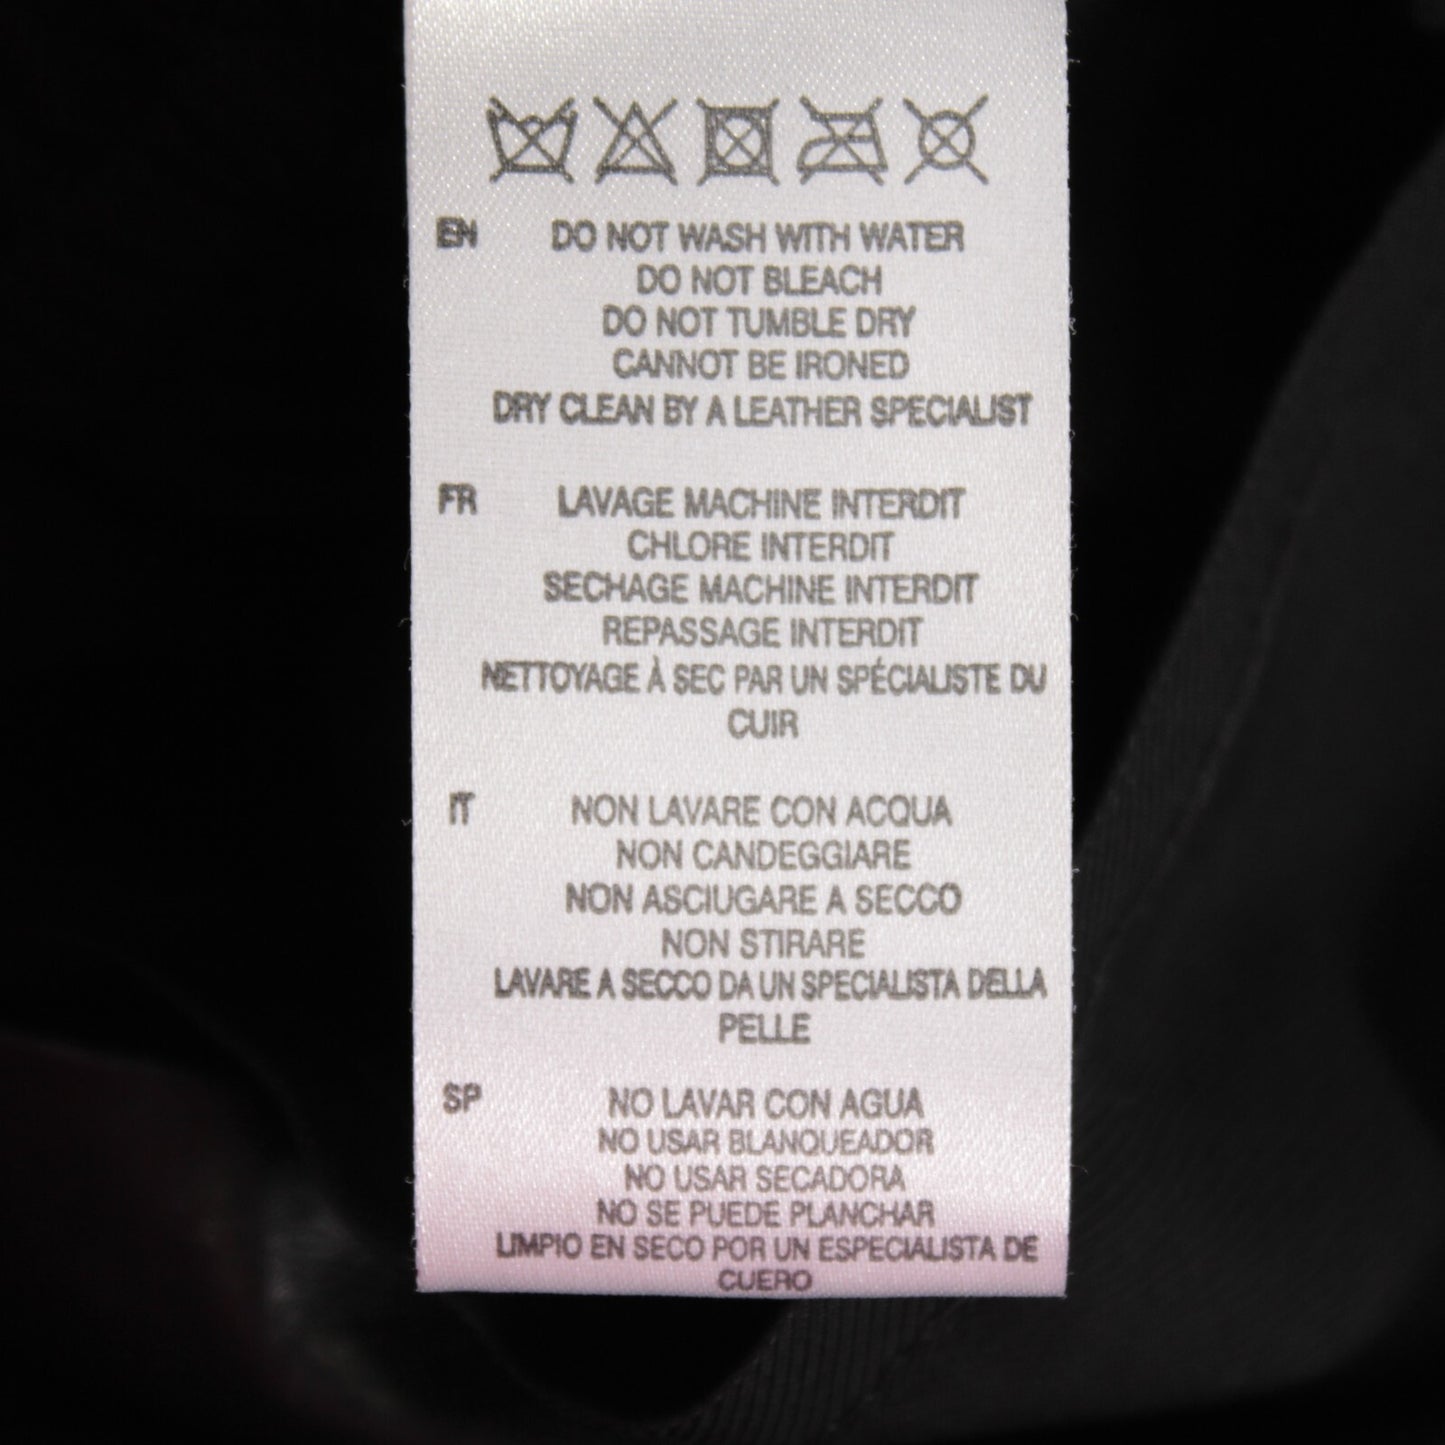 EN DO NOT WASH WITH WATER
DO NOT BLEACH
DO NOT TUMBLE DRY
CANNOT BE IRONED
DRY CLEAN BY A LEATHER SPECIALIST
FR LAVAGE MACHINE INTERDIT
CHLORE INTERDIT
SECHAGE MACHINE INTERDIT
REPASSAGE INTERDIT
NETTOYAGE À SEC PAR UN SPÉCIALISTE DU
CUIR
IT NON LAVARE CON ACQUA
NON CANDEGGIARE
NON ASCIUGARE A SECCO
NON STIRARE
LAVARE A SECCO DA UN SPECIALISTA DELLA
PELLE
SP NO LAVAR CON AGUA
NO USAR BLANQUEADOR
NO USAR SECADORA
NO SE PUEDE PLANCHAR
LIMPIO EN SECO POR UN ESPECIALISTA DE
CUERO